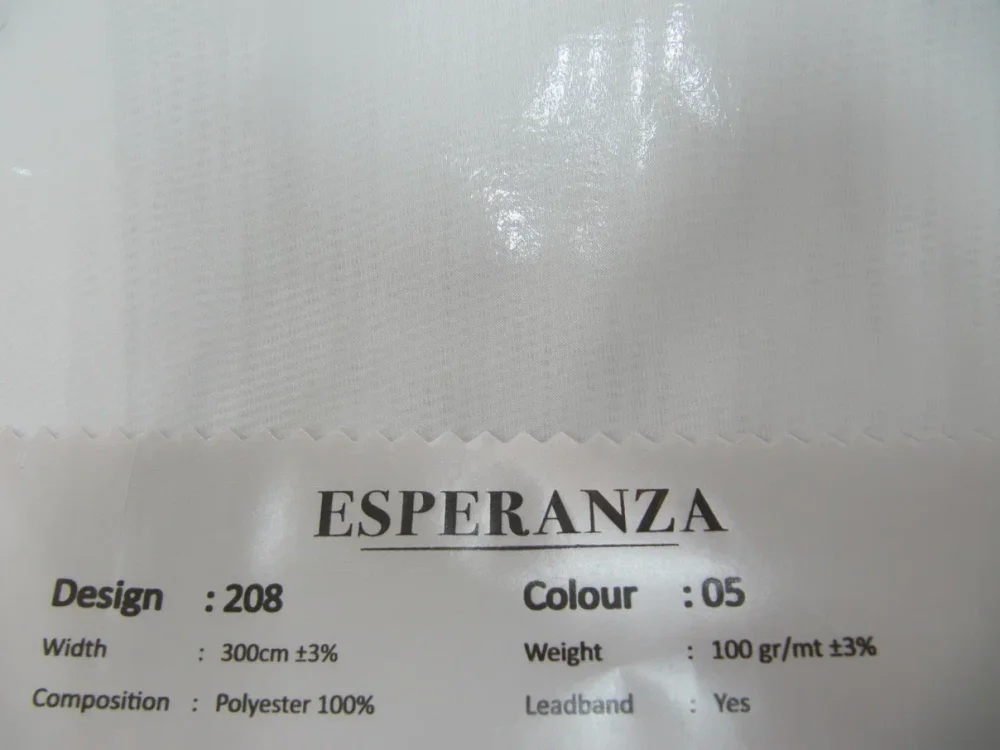 ESPERANZA
Design : 208 Colour : 05
Width : 300cm ±3% Weight : 100 gr/mt ±3%
Composition : Polyester 100% Leadband : Yes